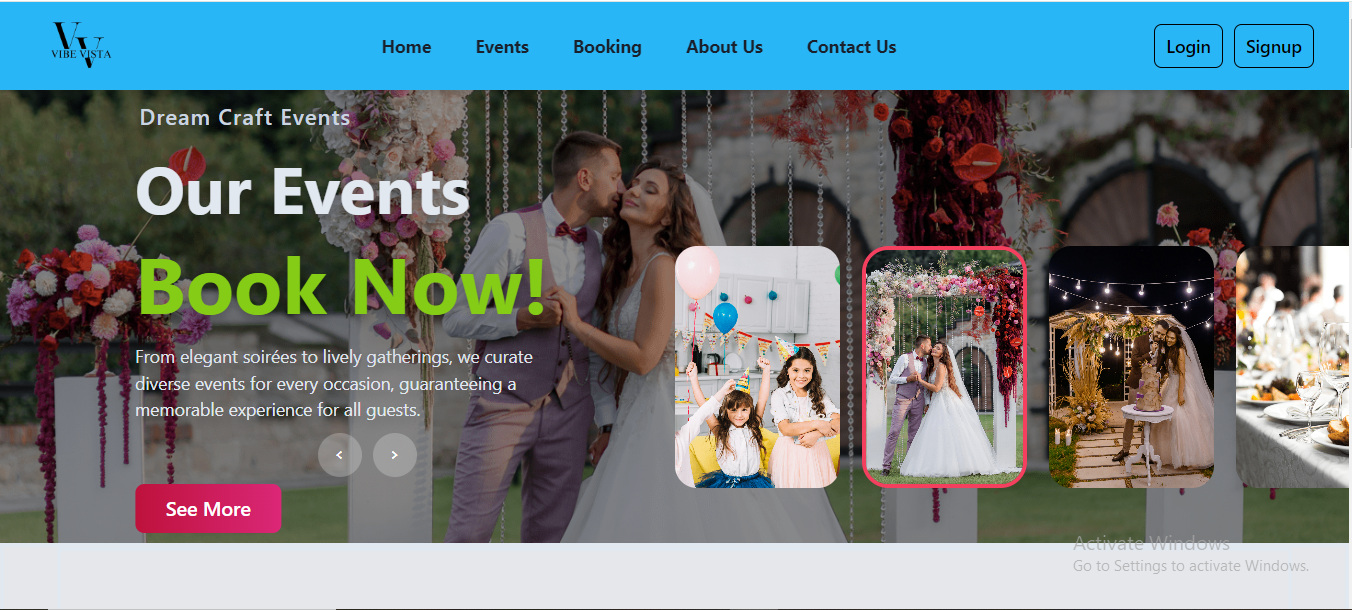 VIBE VISTA
Home
Events
Booking
About Us
Contact Us
Login
Signup
Dream Craft Events
Our Events
Book Now!
From elegant soirées to lively gatherings, we curate
diverse events for every occasion, guaranteeing a
memorable experience for all guests.
<
>
See More
Activate Windows
Go to Settings to activate Windows.